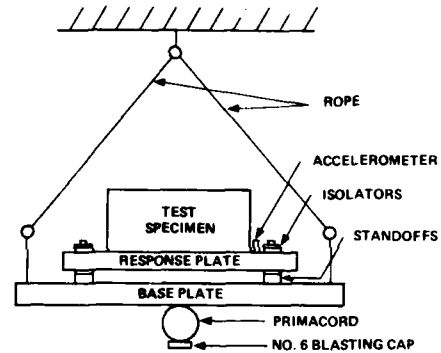 ROPE
ACCELEROMETER
ISOLATORS
TEST
SPECIMEN
STANDOFFS
RESPONSE PLATE
BASE PLATE
PRIMACORD
NO. 6 BLASTING CAP